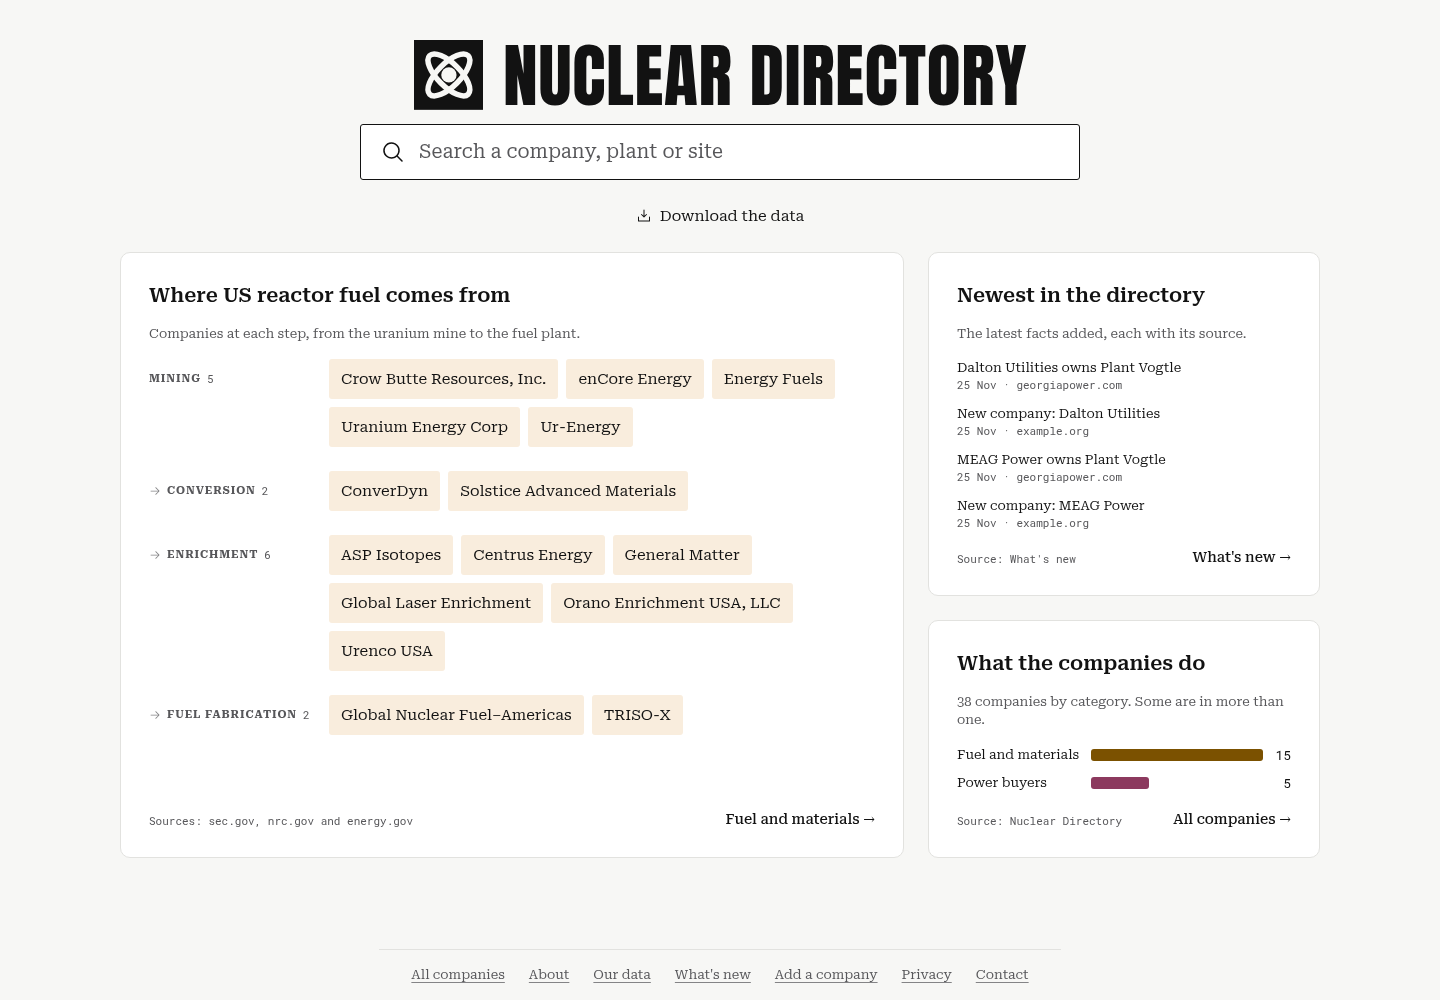 NUCLEAR DIRECTORY
Search a company, plant or site
Download the data
Where US reactor fuel comes from
Companies at each step, from the uranium mine to the fuel plant.
MINING 5
Crow Butte Resources, Inc.
enCore Energy
Energy Fuels
Uranium Energy Corp
Ur-Energy
→ CONVERSION 2
ConverDyn
Solstice Advanced Materials
→ ENRICHMENT 6
ASP Isotopes
Centrus Energy
General Matter
Global Laser Enrichment
Orano Enrichment USA, LLC
Urenco USA
→ FUEL FABRICATION 2
Global Nuclear Fuel–Americas
TRISO-X
Sources: sec.gov, nrc.gov and energy.gov
Fuel and materials →
Newest in the directory
The latest facts added, each with its source.
Dalton Utilities owns Plant Vogtle
25 Nov · georgiapower.com
New company: Dalton Utilities
25 Nov · example.org
MEAG Power owns Plant Vogtle
25 Nov · georgiapower.com
New company: MEAG Power
25 Nov · example.org
Source: What's new
What's new →
What the companies do
38 companies by category. Some are in more than
one.
Fuel and materials 15
Power buyers 5
Source: Nuclear Directory
All companies →
All companies
About
Our data
What's new
Add a company
Privacy
Contact